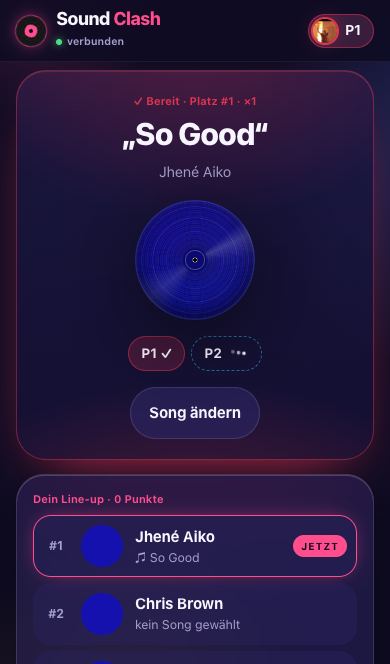 Sound Clash
verbunden
P1
✓ Bereit · Platz #1 · ×1
„So Good“
Jhené Aiko
P1 ✓
P2
Song ändern
Dein Line-up · 0 Punkte
#1
Jhené Aiko
♫ So Good
JETZT
#2
Chris Brown
kein Song gewählt